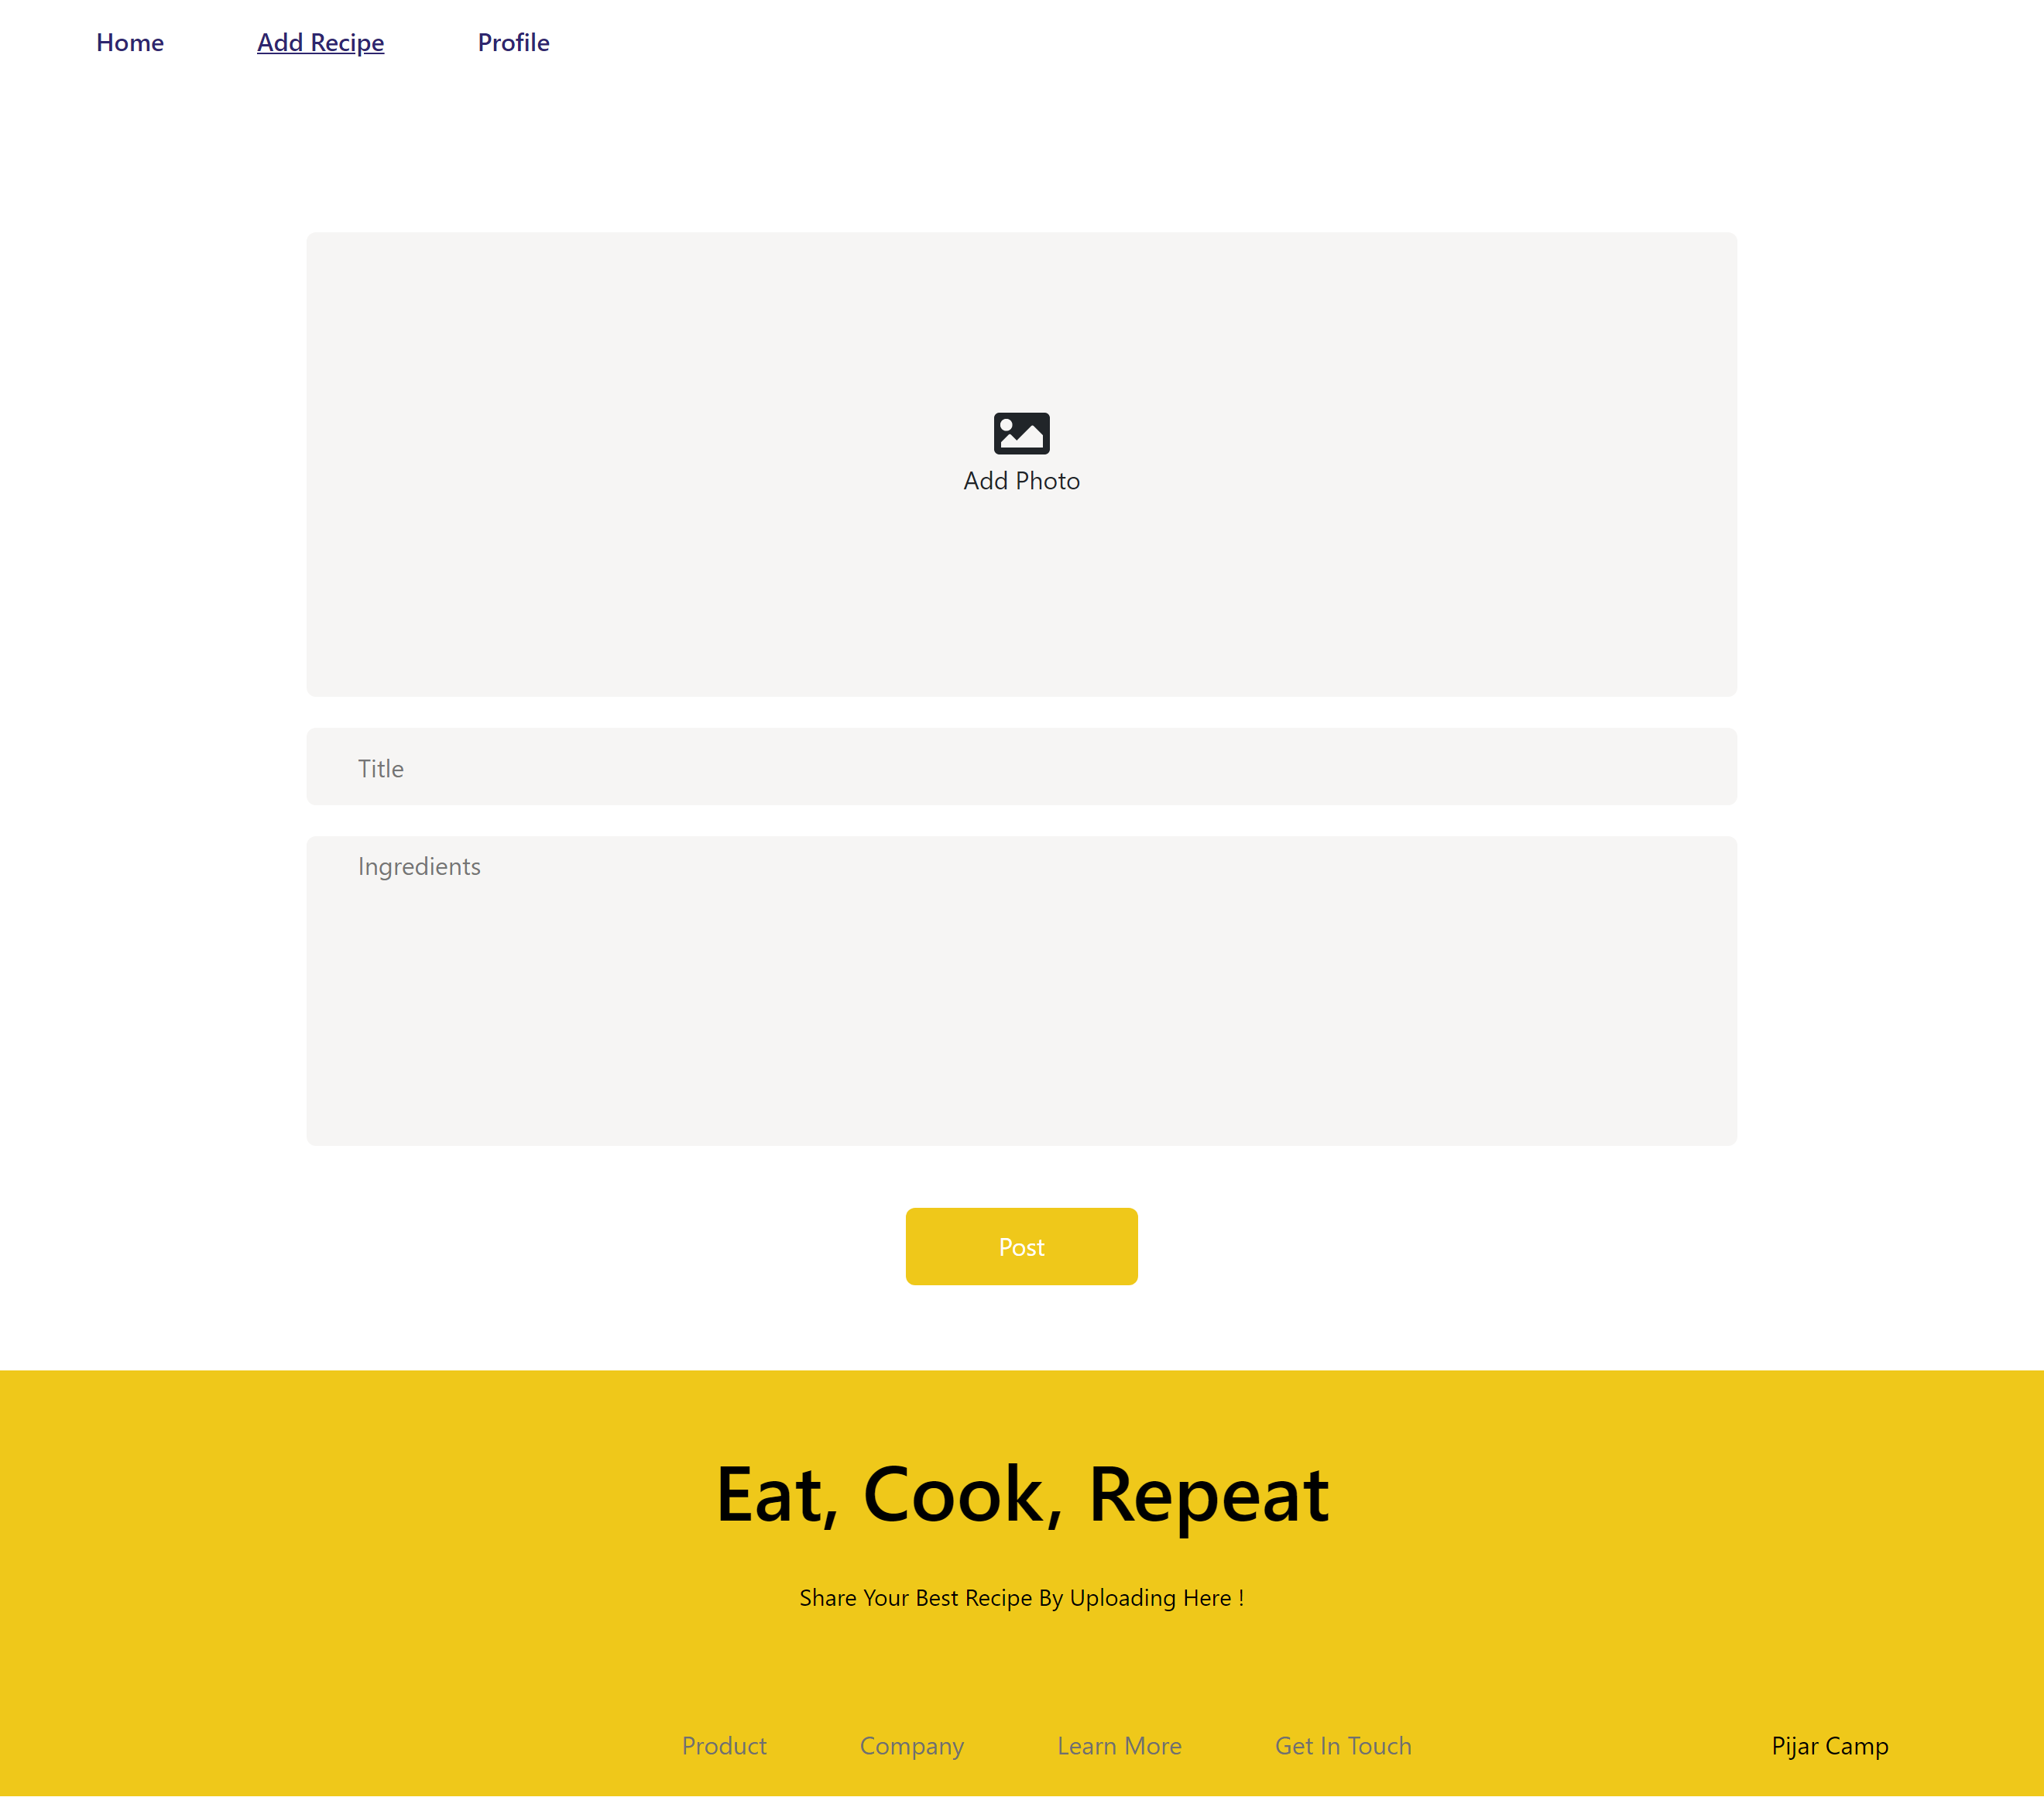 Home Add Recipe Profile
Add Photo
Title
Ingredients
Post
Eat, Cook, Repeat
Share Your Best Recipe By Uploading Here !
Product Company Learn More Get In Touch Pijar Camp